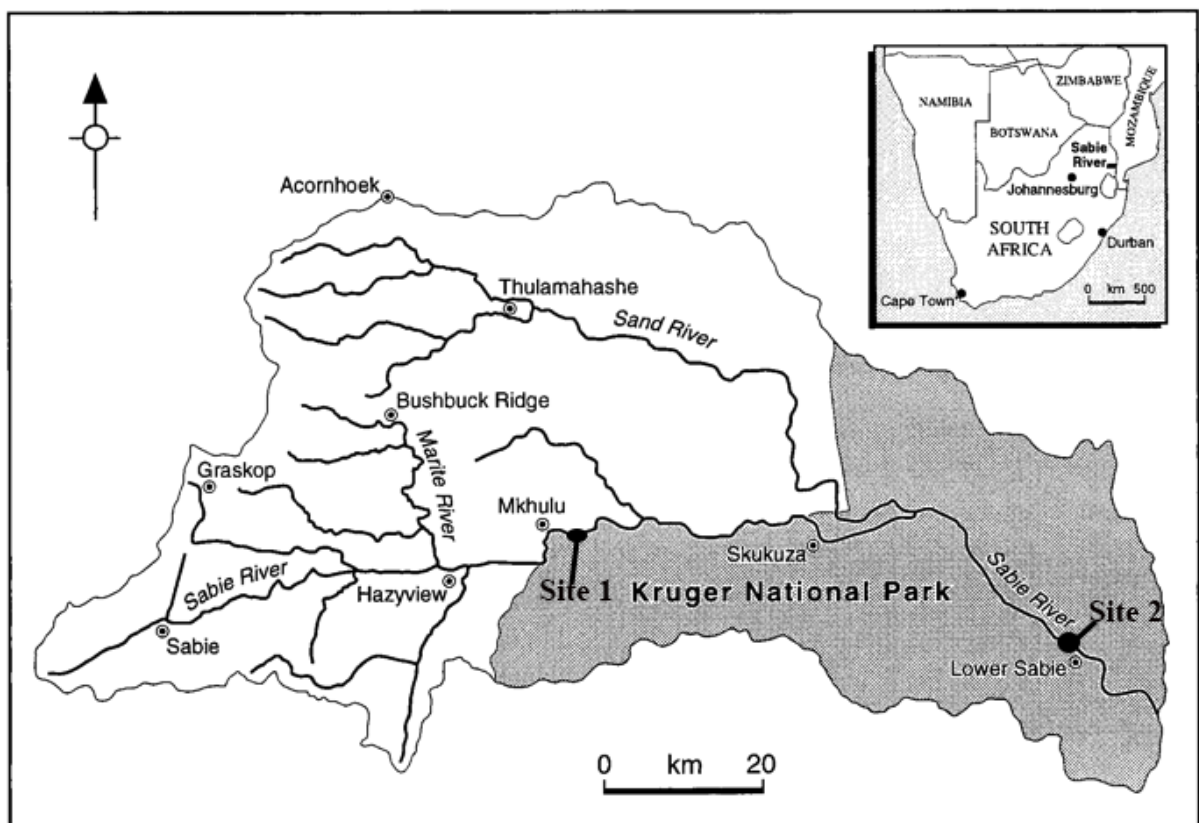 ZIMBABWE
MOZAMBIQUE
NAMIBIA
BOTSWANA
Sabie
River
Johannesburg
SOUTH
AFRICA
Durban
0 km 500
Cape Town
Acornhoek
Thulamahashe
Sand River
Bushbuck Ridge
Marite River
Graskop
Mkhulu
Skukuza
Sabie River
Hazyview
Site 1
Kruger National Park
Sabie River
Site 2
Sabie
Lower Sabie
0 km 20